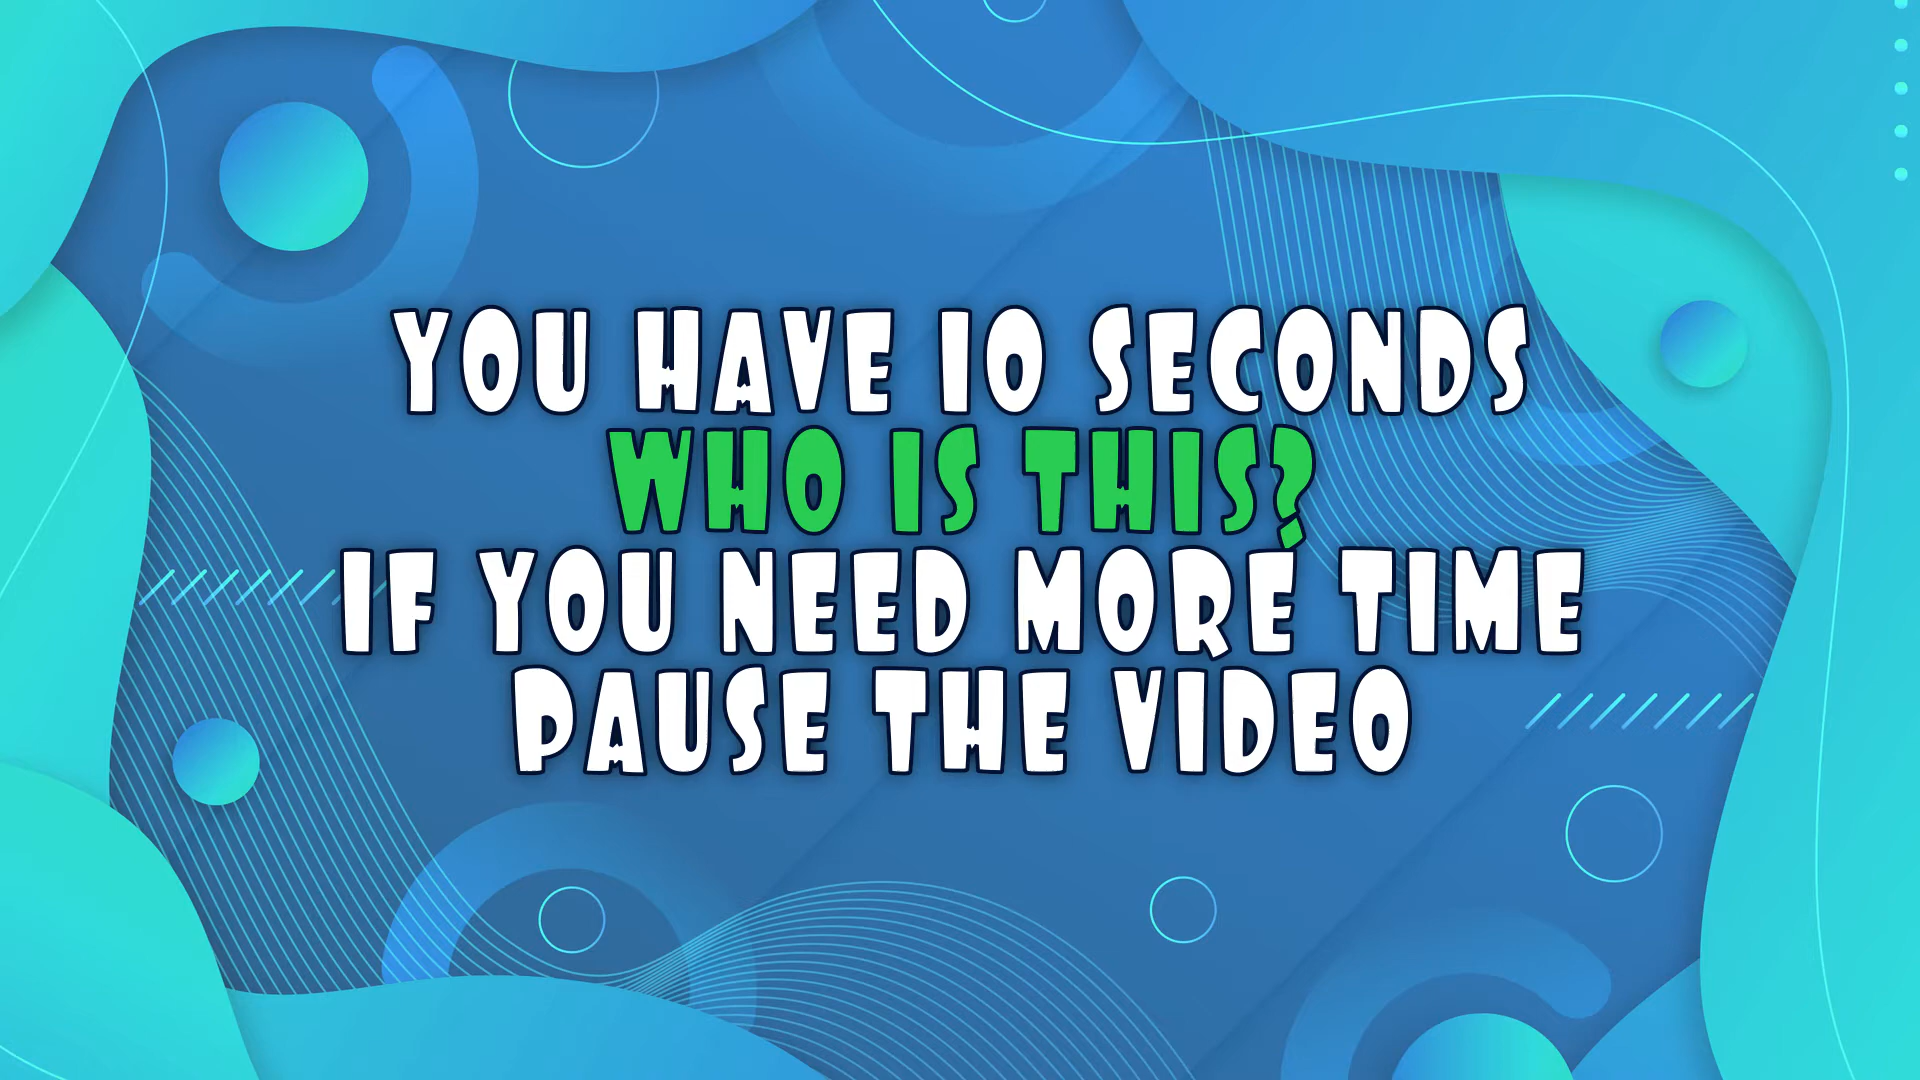 YOU HAVE 10 SECONDS
WHO IS THIS?
IF YOU NEED MORE TIME
PAUSE THE VIDEO